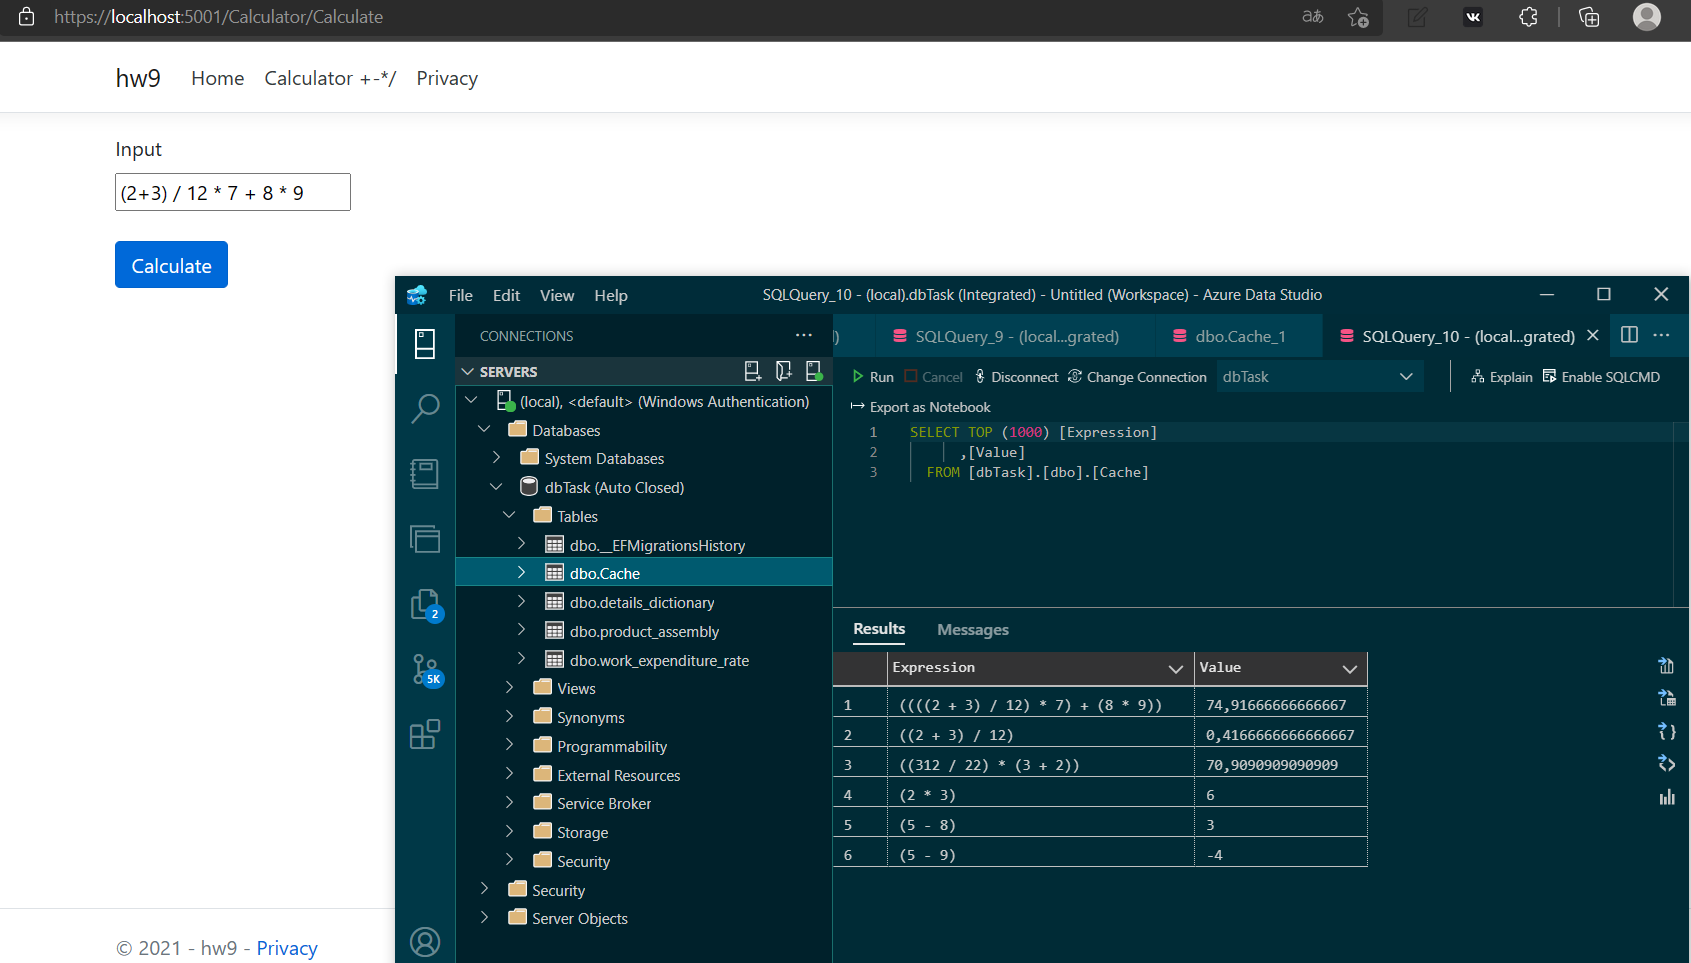 https://localhost:5001/Calculator/Calculate
aあ
hw9 Home Calculator +-*/ Privacy
Input
(2+3) / 12 * 7 + 8 * 9
Calculate
File Edit View Help
SQLQuery_10 - (local).dbTask (Integrated) - Untitled (Workspace) - Azure Data Studio
CONNECTIONS
SERVERS
(local), <default> (Windows Authentication)
Databases
System Databases
dbTask (Auto Closed)
Tables
dbo.__EFMigrationsHistory
dbo.Cache
dbo.details_dictionary
dbo.product_assembly
dbo.work_expenditure_rate
Views
Synonyms
Programmability
External Resources
Service Broker
Storage
Security
Security
Server Objects
2
5K
) SQLQuery_9 - (local...grated) dbo.Cache_1 SQLQuery_10 - (local...grated)
Run Cancel Disconnect Change Connection dbTask Explain Enable SQLCMD
Export as Notebook
1 SELECT TOP (1000) [Expression]
2 ,[Value]
3 FROM [dbTask].[dbo].[Cache]
Results Messages
Expression Value
1 ((((2 + 3) / 12) * 7) + (8 * 9)) 74,91666666666667
2 ((2 + 3) / 12) 0,4166666666666667
3 ((312 / 22) * (3 + 2)) 70,9090909090909
4 (2 * 3) 6
5 (5 - 8) 3
6 (5 - 9) -4
© 2021 - hw9 - Privacy